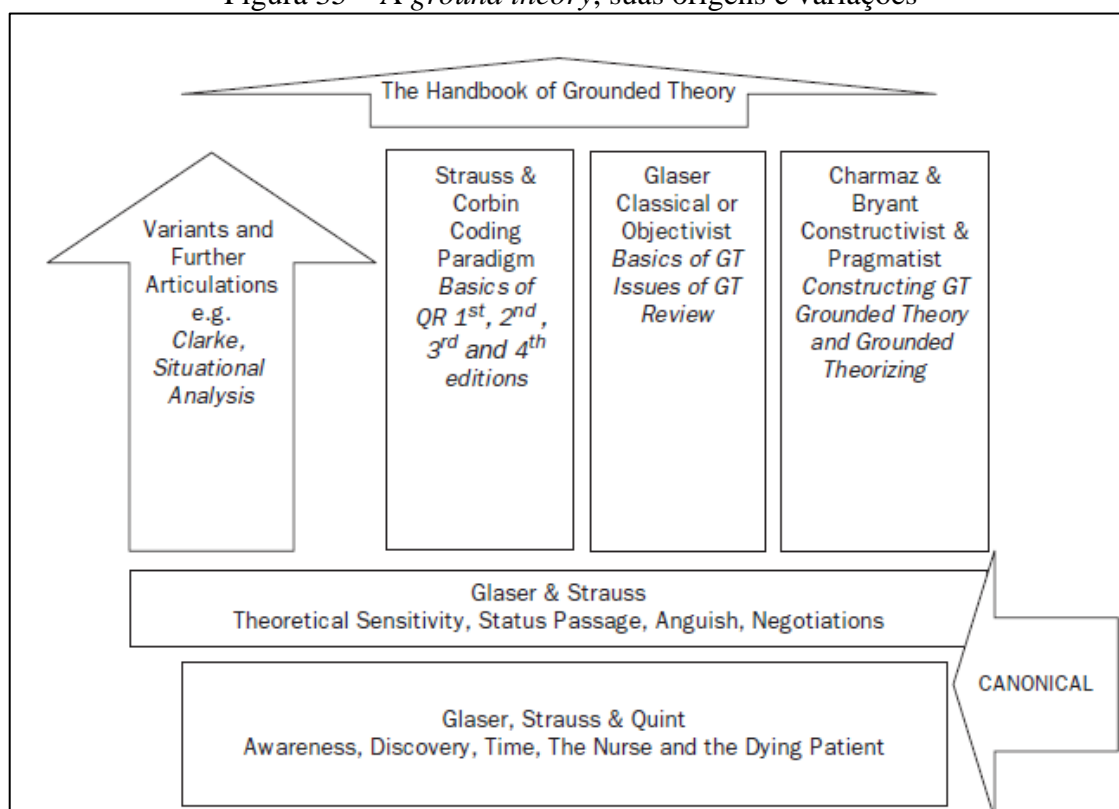 Figura 35 – A ground theory, suas origens e variações
The Handbook of Grounded Theory
Variants and
Further
Articulations
e.g.
Clarke,
Situational
Analysis
Strauss &
Corbin
Coding
Paradigm
Basics of
QR 1st, 2nd,
3rd and 4th
editions
Glaser
Classical or
Objectivist
Basics of GT
Issues of GT
Review
Charmaz &
Bryant
Constructivist &
Pragmatist
Constructing GT
Grounded Theory
and Grounded
Theorizing
Glaser & Strauss
Theoretical Sensitivity, Status Passage, Anguish, Negotiations
CANONICAL
Glaser, Strauss & Quint
Awareness, Discovery, Time, The Nurse and the Dying Patient